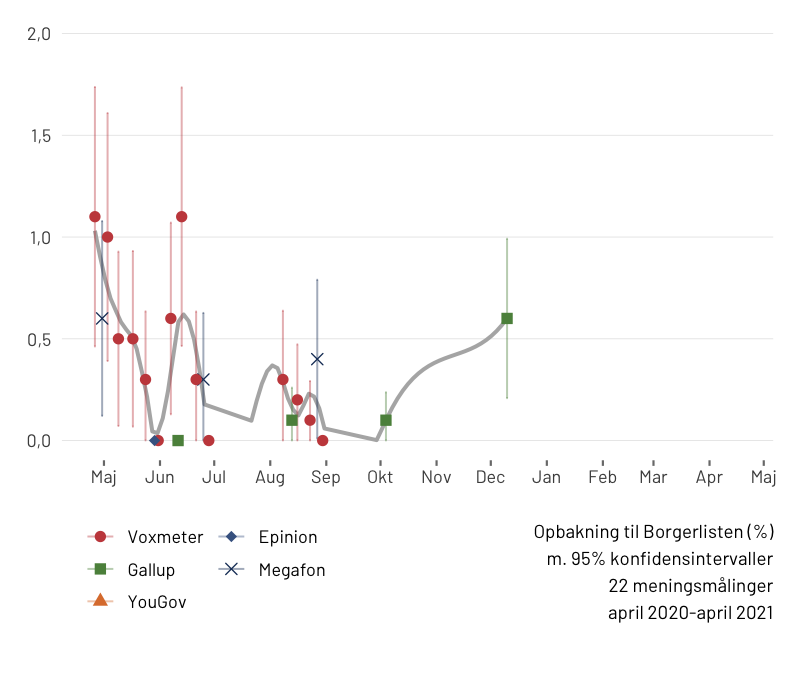 2,0
1,5
1,0
0,5
0,0
Maj Jun Jul Aug Sep Okt Nov Dec Jan Feb Mar Apr Maj
Voxmeter Epinion
Gallup Megafon
YouGov
Opbakning til Borgerlisten (%)
m. 95% konfidensintervaller
22 meningsmålinger
april 2020-april 2021